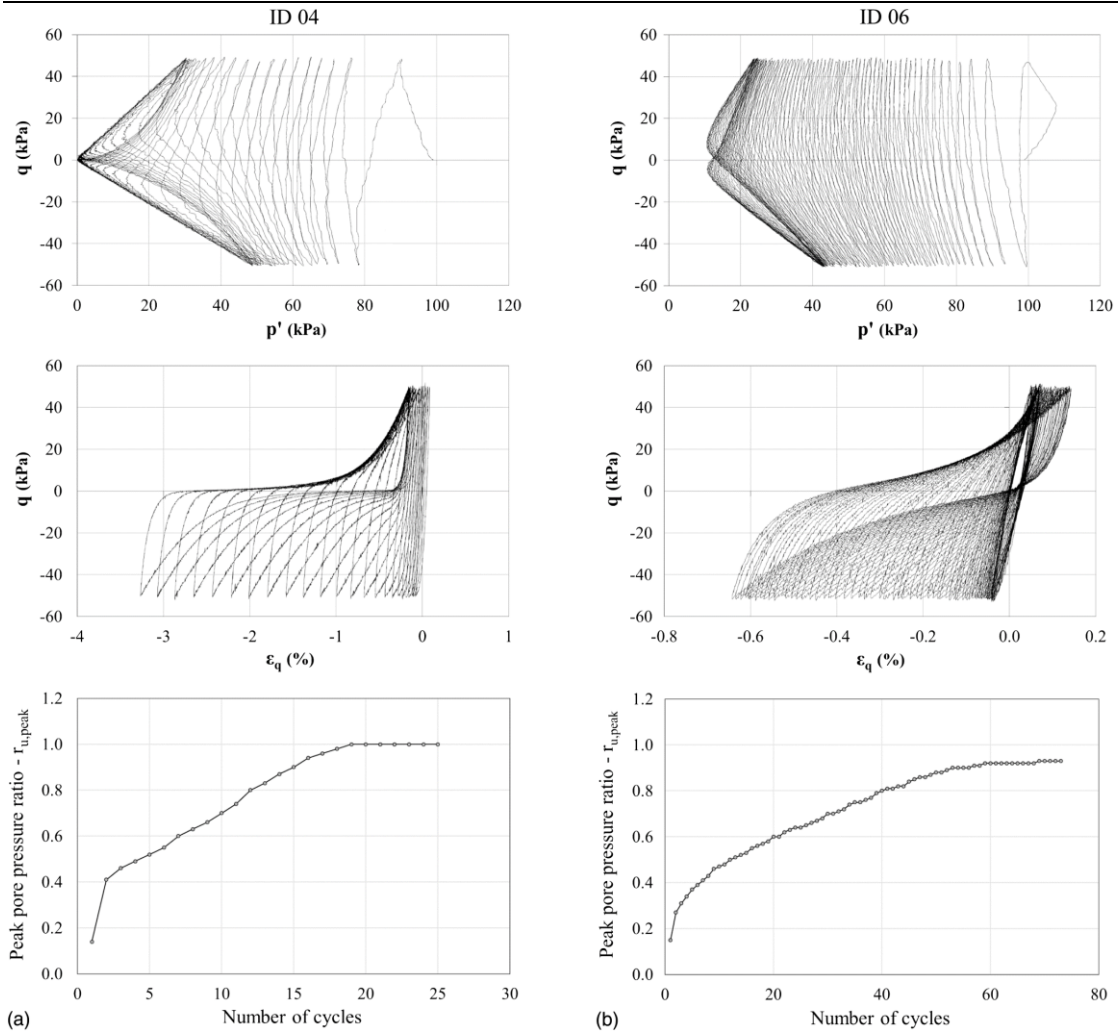 ID 04
60
40
20
0
-20
-40
-60
q (kPa)
0 20 40 60 80 100 120
p' (kPa)
60
40
20
0
-20
-40
-60
q (kPa)
-4 -3 -2 -1 0 1
ε_q (%)
1.2
1.0
0.8
0.6
0.4
0.2
0.0
Peak pore pressure ratio - r_u,peak
0 5 10 15 20 25 30
Number of cycles
(a)
ID 06
60
40
20
0
-20
-40
-60
q (kPa)
0 20 40 60 80 100 120
p' (kPa)
60
40
20
0
-20
-40
-60
q (kPa)
-0.8 -0.6 -0.4 -0.2 0.0 0.2
ε_q (%)
1.2
1.0
0.8
0.6
0.4
0.2
0.0
Peak pore pressure ratio - r_u,peak
0 20 40 60 80
Number of cycles
(b)